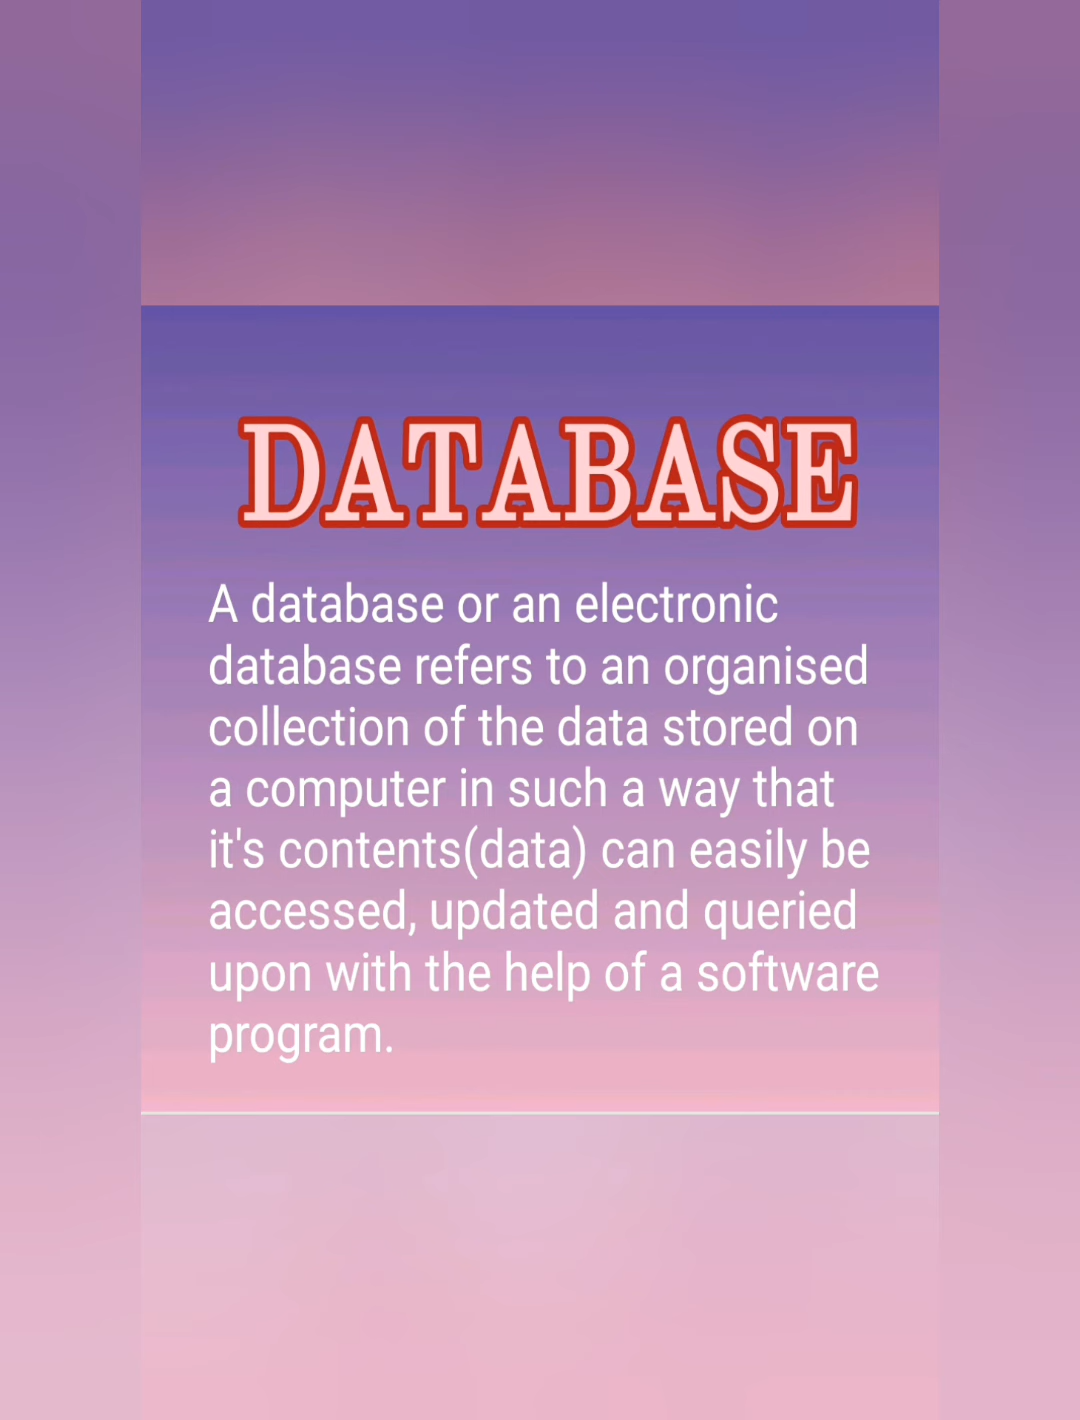 DATABASE
A database or an electronic
database refers to an organised
collection of the data stored on
a computer in such a way that
it's contents(data) can easily be
accessed, updated and queried
upon with the help of a software
program.